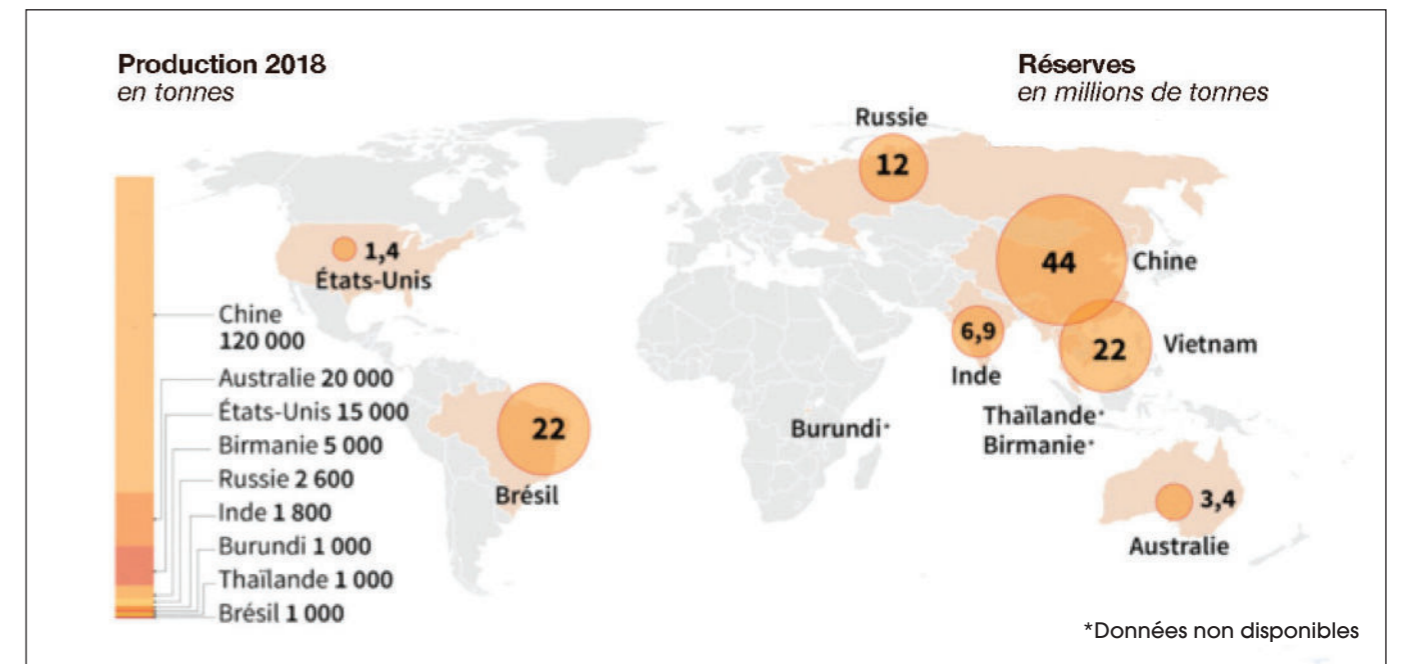 Production 2018
en tonnes
Réserves
en millions de tonnes
Russie
12
1,4
États-Unis
44
Chine
Chine
120 000
6,9
Inde
22
Vietnam
Australie 20 000
États-Unis 15 000
Birmanie 5 000
Russie 2 600
Inde 1 800
Burundi 1 000
Thaïlande 1 000
Brésil 1 000
22
Brésil
Burundi*
Thaïlande*
Birmanie*
3,4
Australie
*Données non disponibles